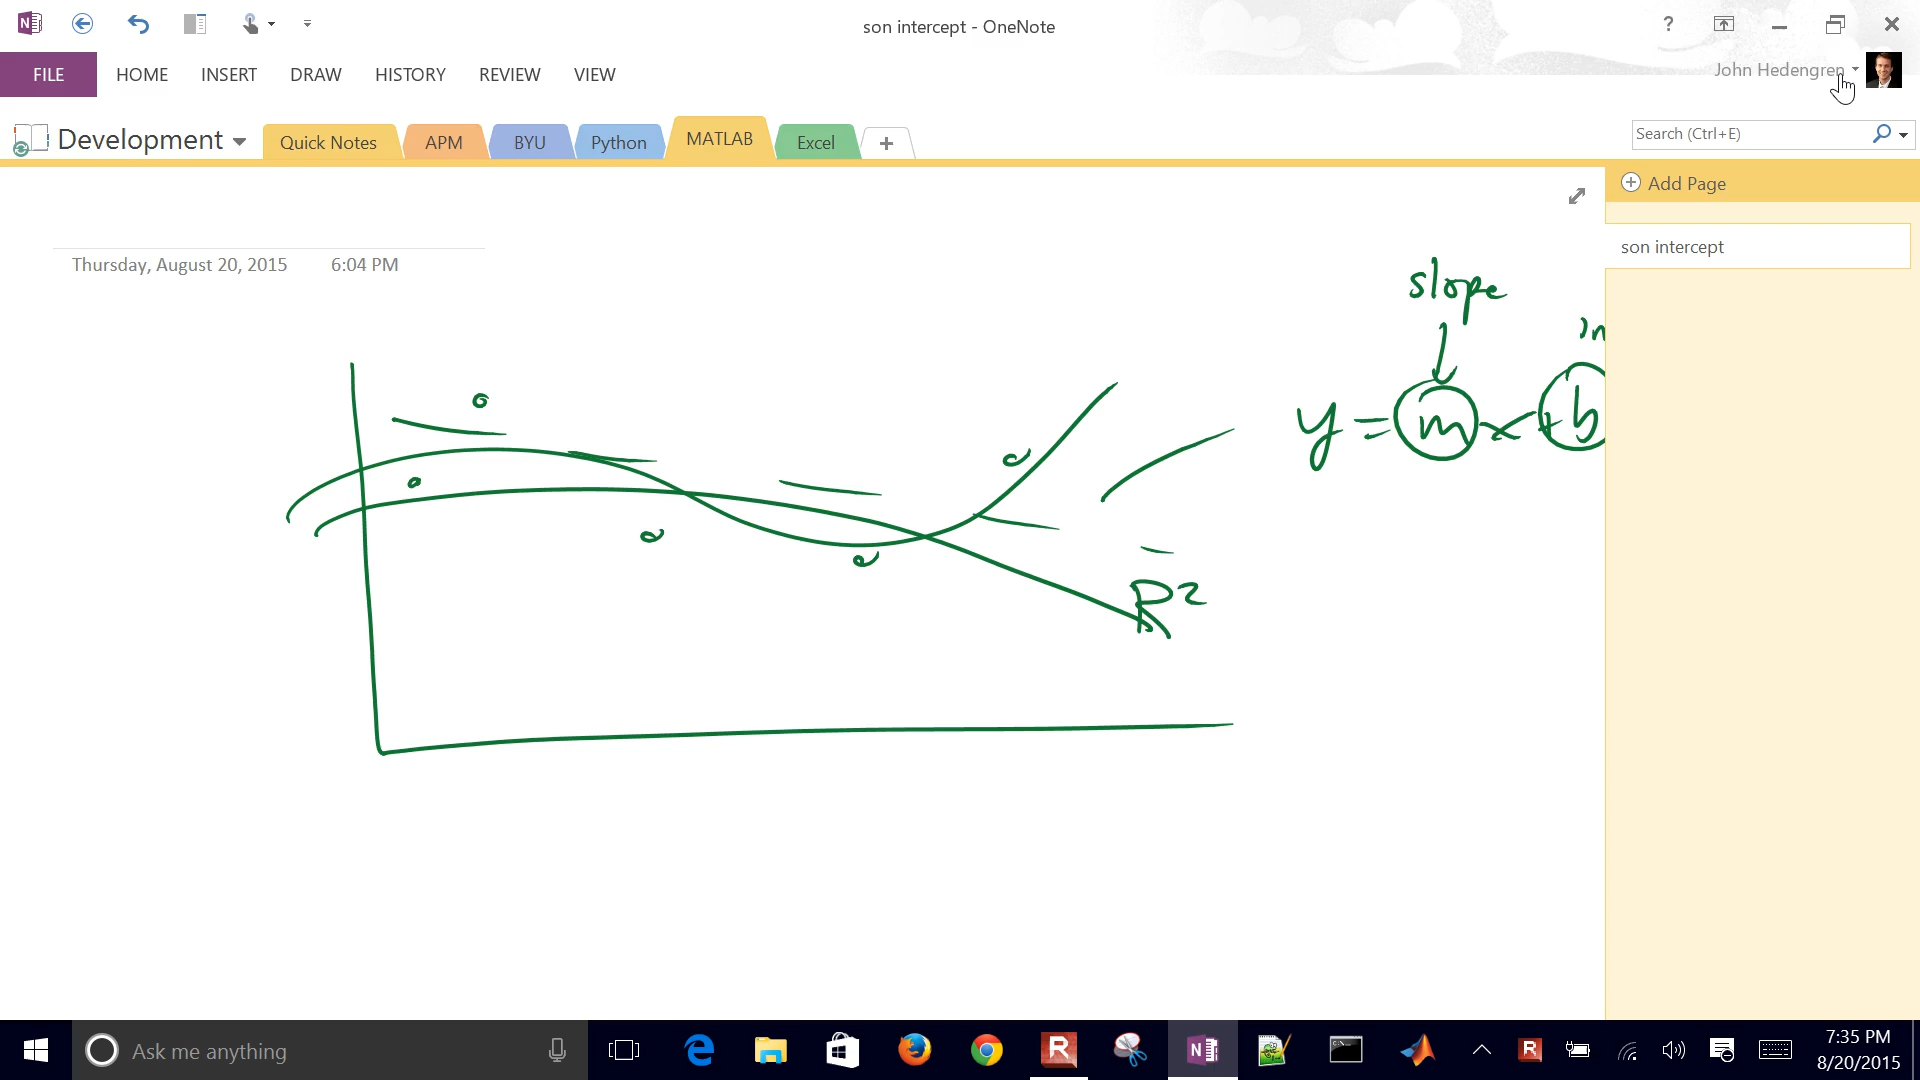 son intercept - OneNote
?
FILE HOME INSERT DRAW HISTORY REVIEW VIEW
John Hedengren
Development Quick Notes APM BYU Python MATLAB Excel +
Search (Ctrl+E)
Add Page
son intercept
Thursday, August 20, 2015 6:04 PM
slope
in
y = m x + b
R²
Ask me anything
7:35 PM
8/20/2015